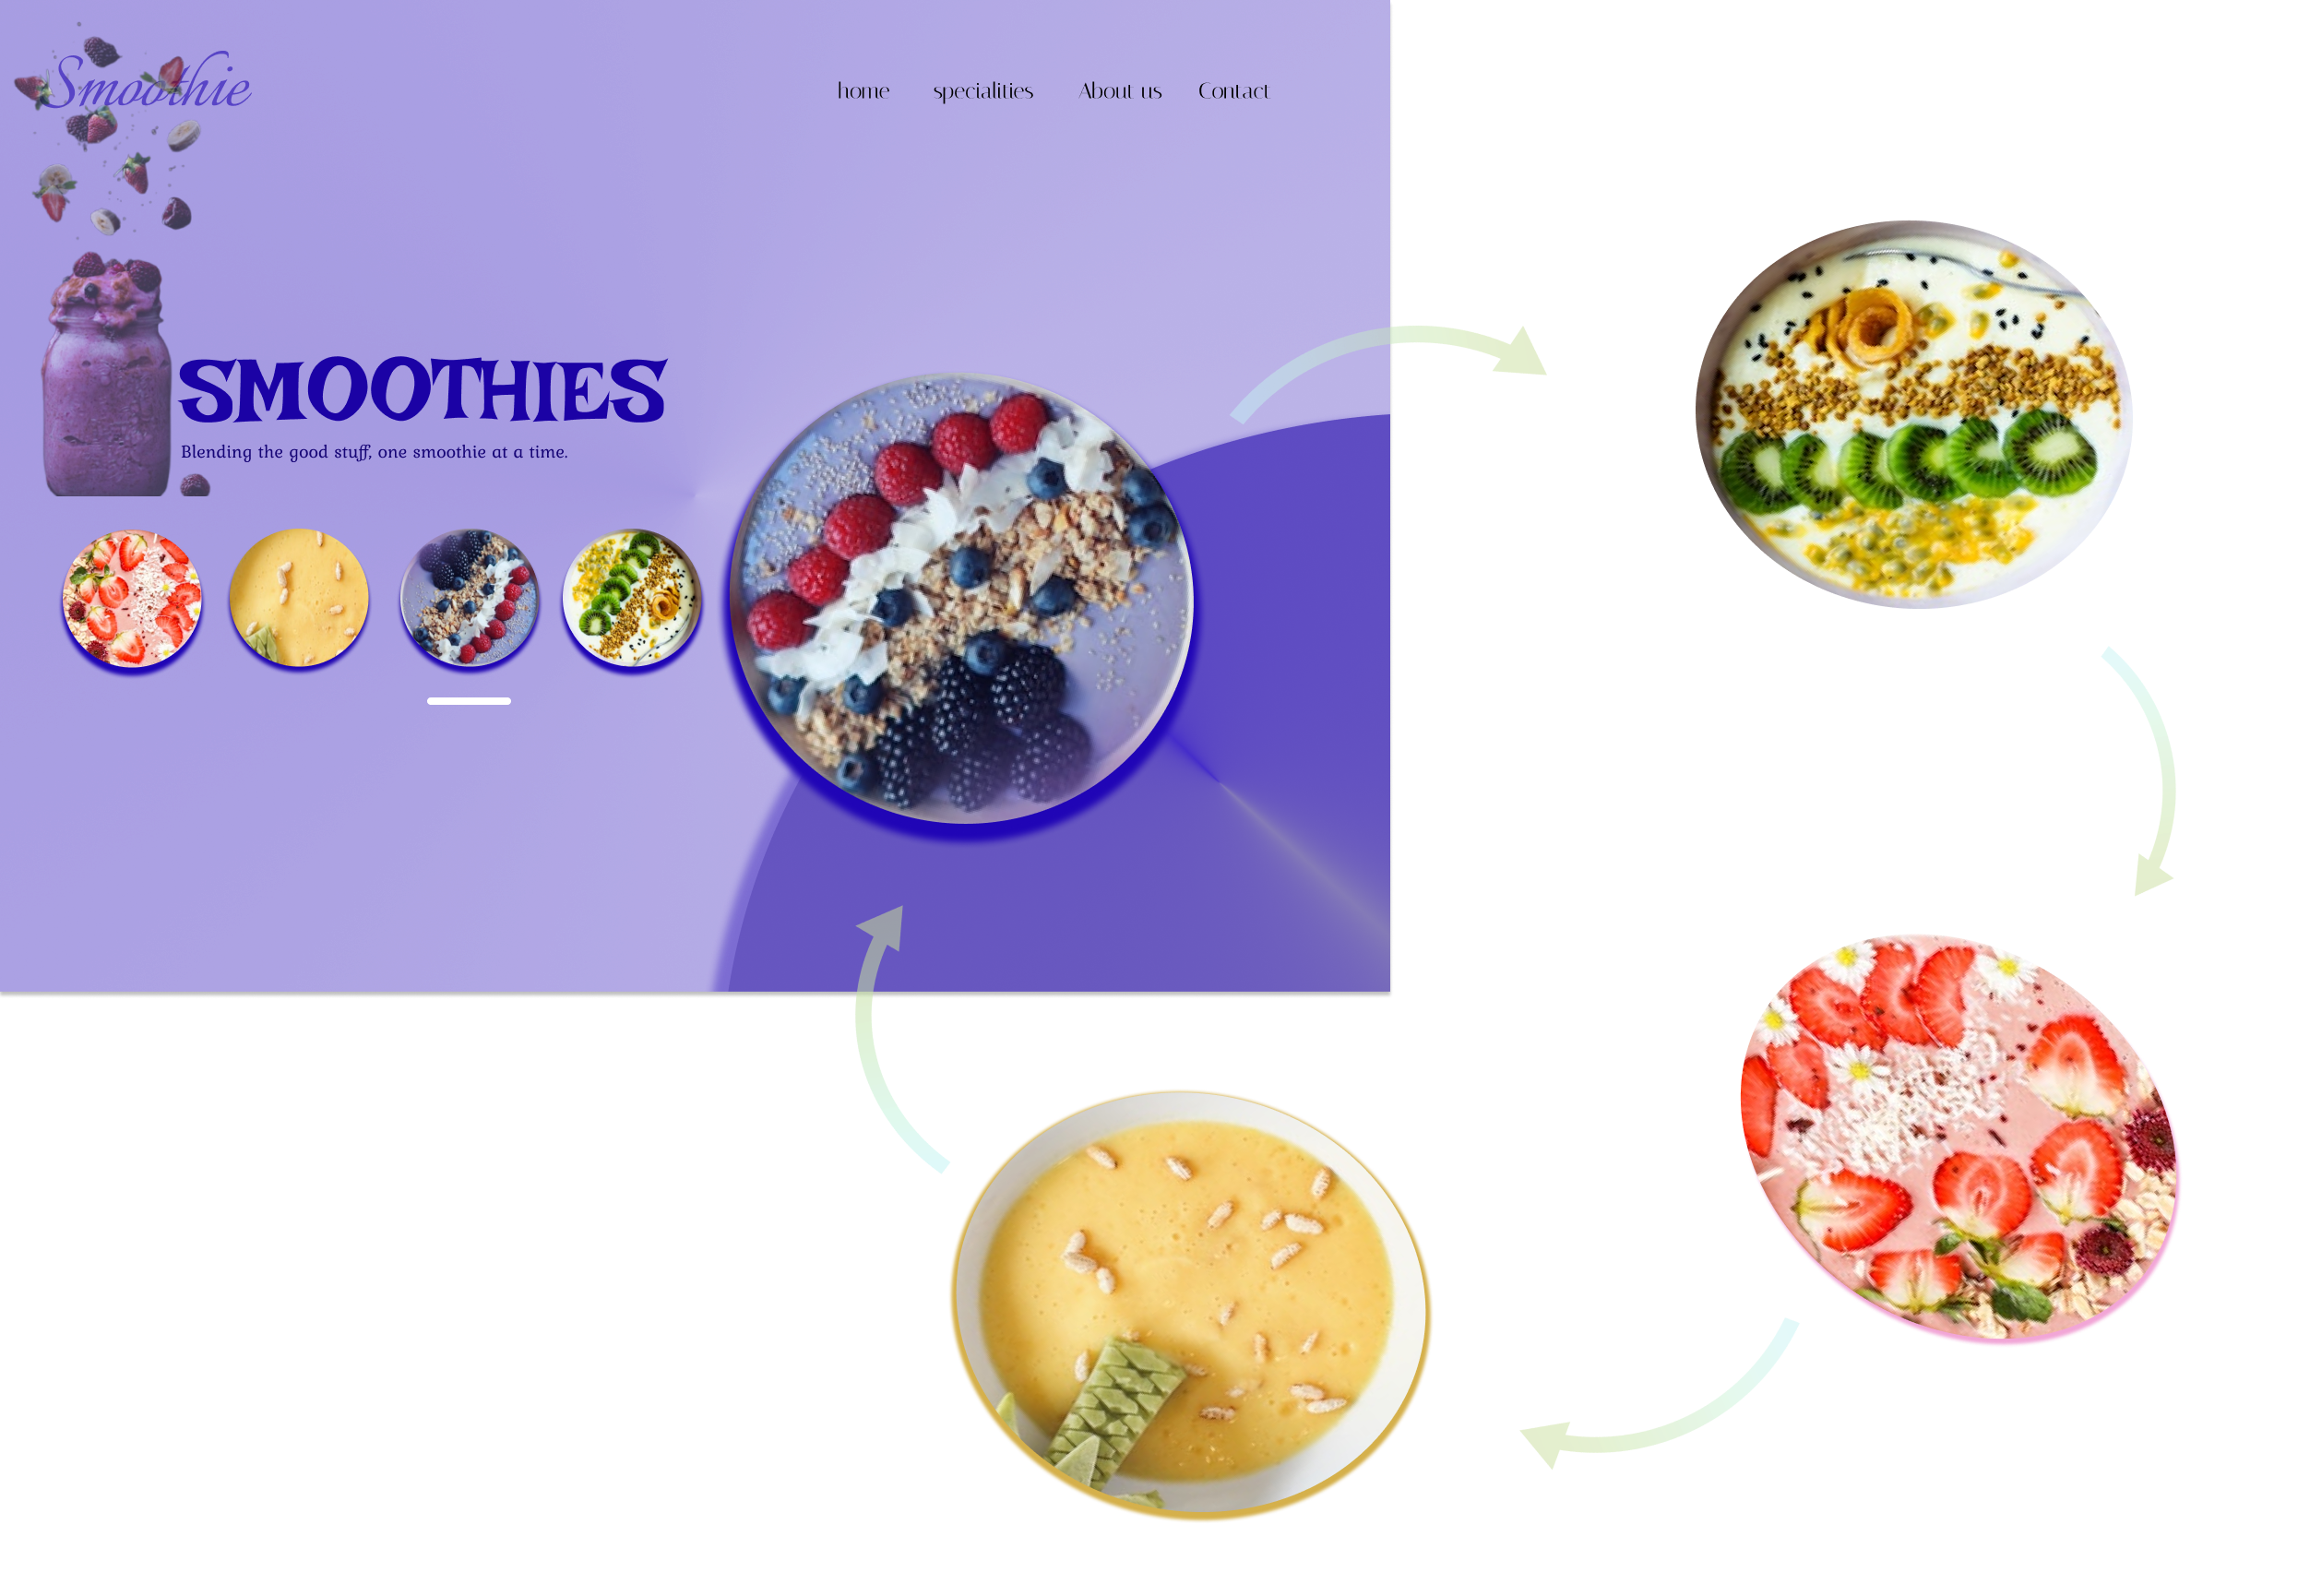 Smoothie
home specialities About us Contact
SMOOTHIES
Blending the good stuff, one smoothie at a time.